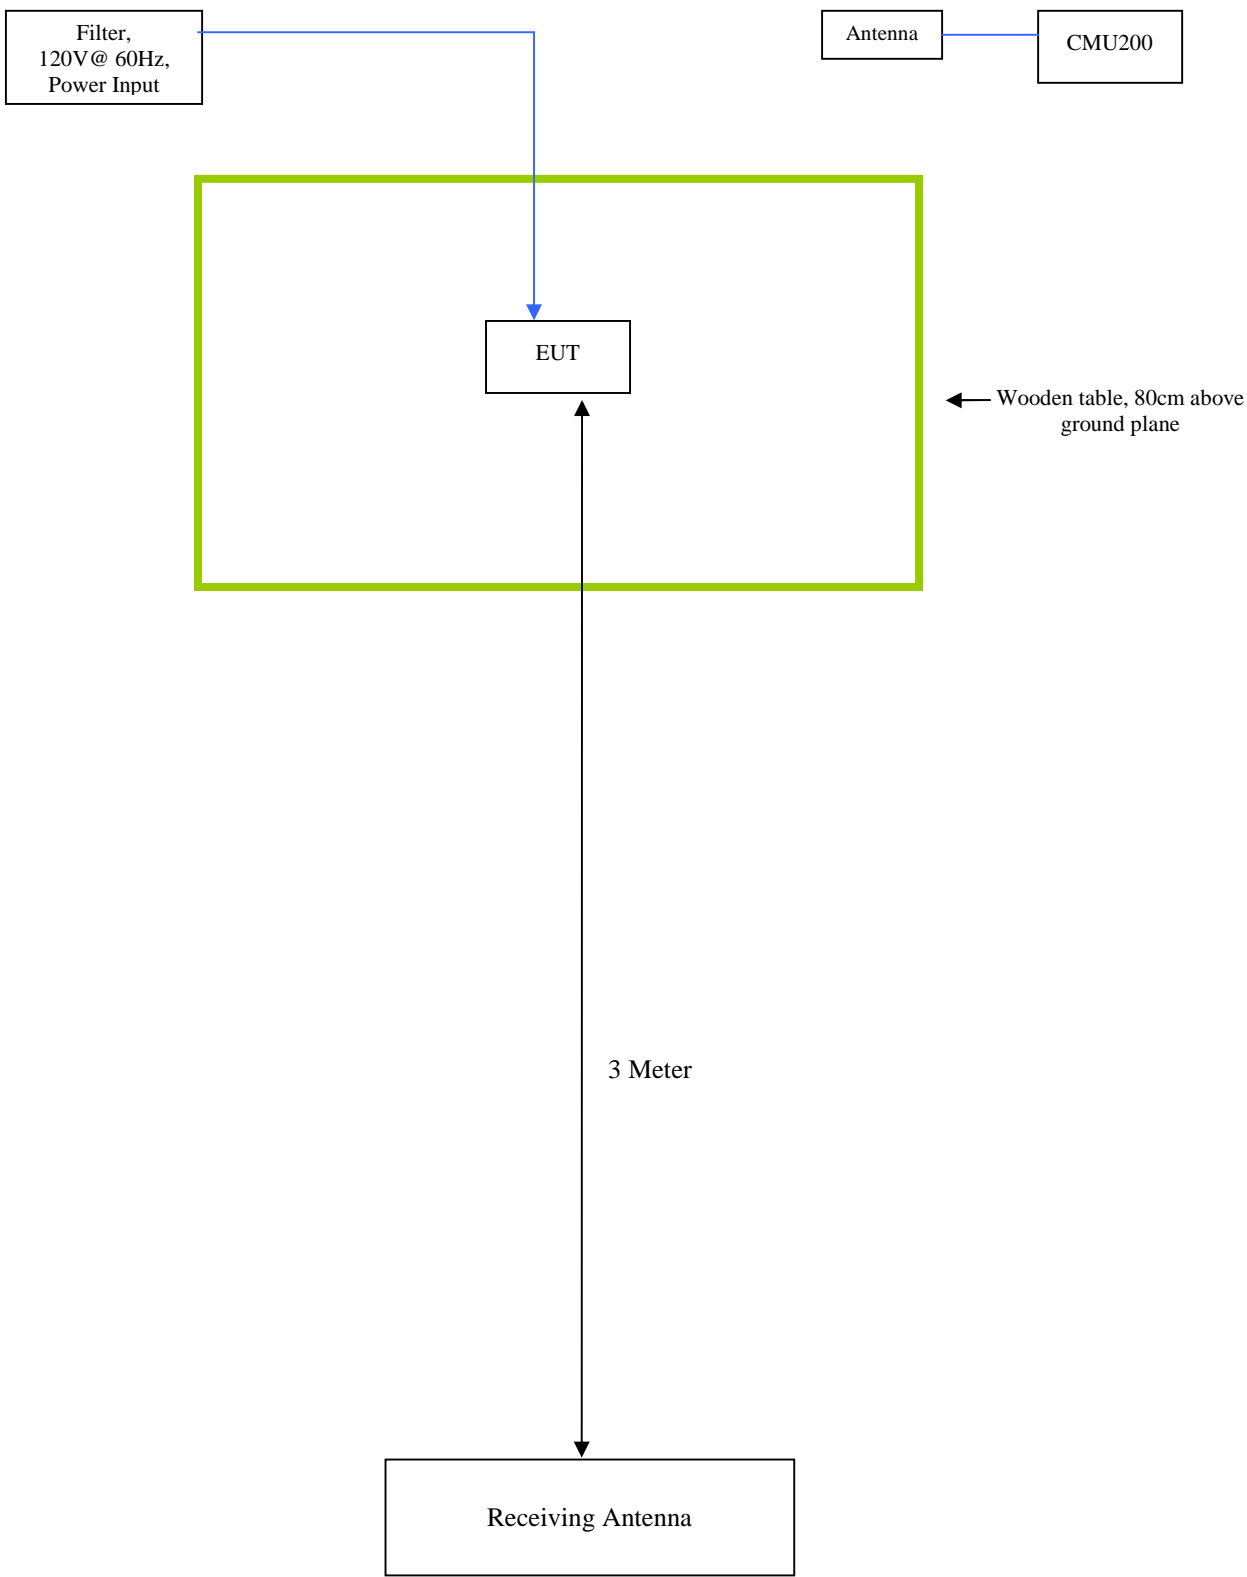 Filter,
120V@ 60Hz,
Power Input
Antenna
CMU200
EUT
Wooden table, 80cm above
ground plane
3 Meter
Receiving Antenna